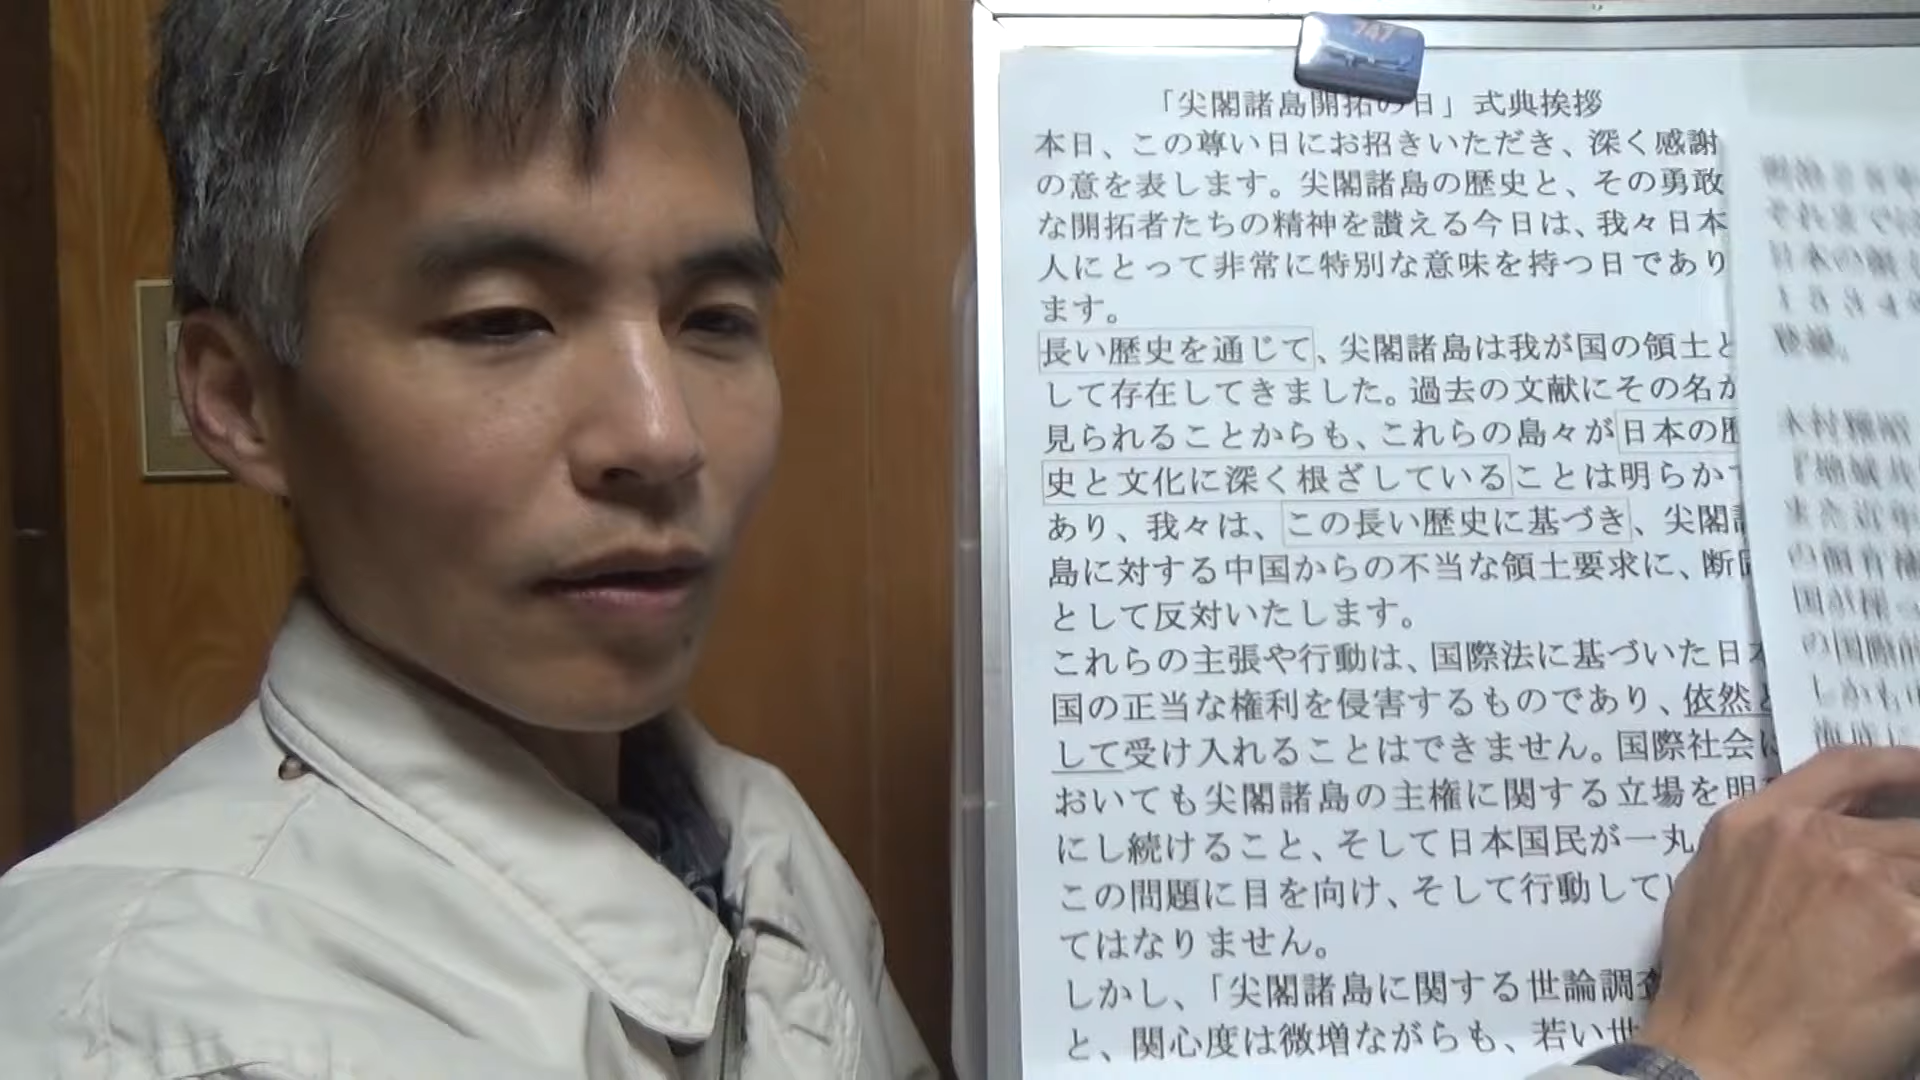 747
「尖閣諸島開拓の日」式典挨拶
本日、この尊い日にお招きいただき、深く感謝
の意を表します。尖閣諸島の歴史と、その勇敢
な開拓者たちの精神を讃える今日は、我々日本
人にとって非常に特別な意味を持つ日であり
ます。
長い歴史を通じて、尖閣諸島は我が国の領土と
して存在してきました。過去の文献にその名が
見られることからも、これらの島々が日本の歴
史と文化に深く根ざしていることは明らかで
あり、我々は、この長い歴史に基づき、尖閣諸
島に対する中国からの不当な領土要求に、断固
として反対いたします。
これらの主張や行動は、国際法に基づいた日本
国の正当な権利を侵害するものであり、依然と
して受け入れることはできません。国際社会に
おいても尖閣諸島の主権に関する立場を明
にし続けること、そして日本国民が一丸
この問題に目を向け、そして行動してい
てはなりません。
しかし、「尖閣諸島に関する世論調査
と、関心度は微増ながらも、若い世